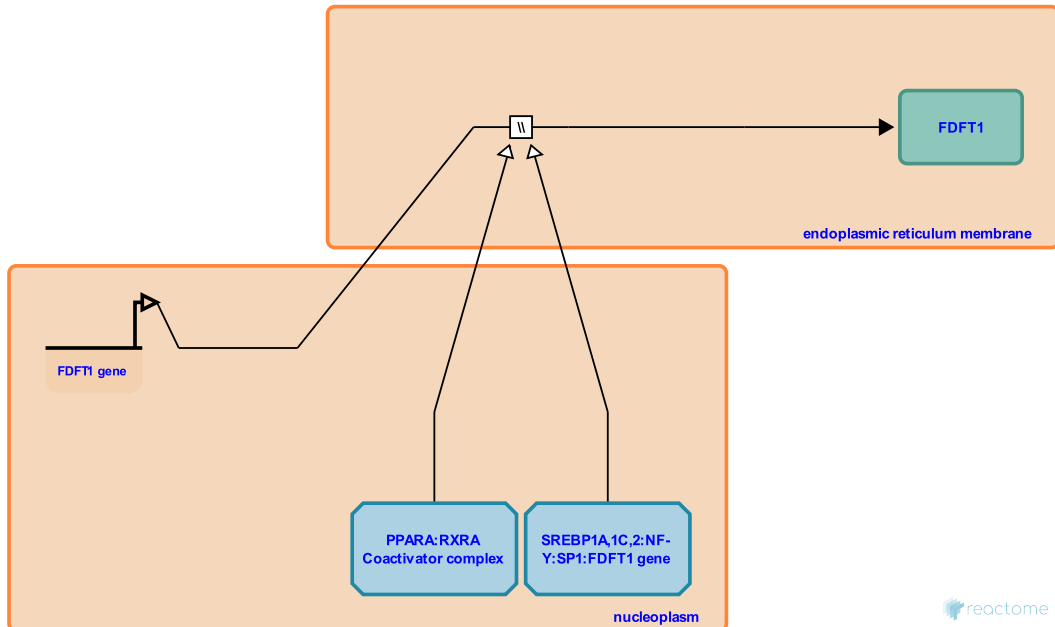 \\
FDFT1
endoplasmic reticulum membrane
FDFT1 gene
PPARA:RXRA
Coactivator complex
SREBP1A,1C,2:NF-
Y:SP1:FDFT1 gene
nucleoplasm
reactome